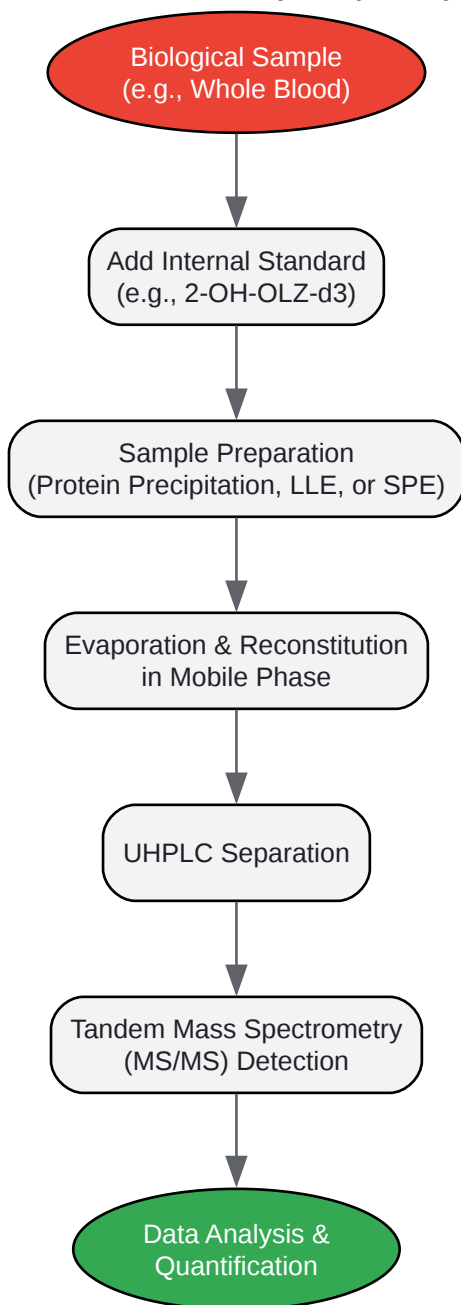 Biological Sample
(e.g., Whole Blood)
Add Internal Standard
(e.g., 2-OH-OLZ-d3)
Sample Preparation
(Protein Precipitation, LLE, or SPE)
Evaporation & Reconstitution
in Mobile Phase
UHPLC Separation
Tandem Mass Spectrometry
(MS/MS) Detection
Data Analysis &
Quantification